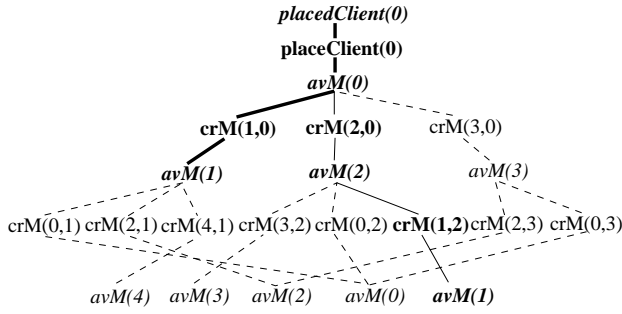 placedClient(0)
placeClient(0)
avM(0)
crM(1,0) crM(2,0) crM(3,0)
avM(1) avM(2) avM(3)
crM(0,1) crM(2,1) crM(4,1) crM(3,2) crM(0,2) crM(1,2) crM(2,3) crM(0,3)
avM(4) avM(3) avM(2) avM(0) avM(1)